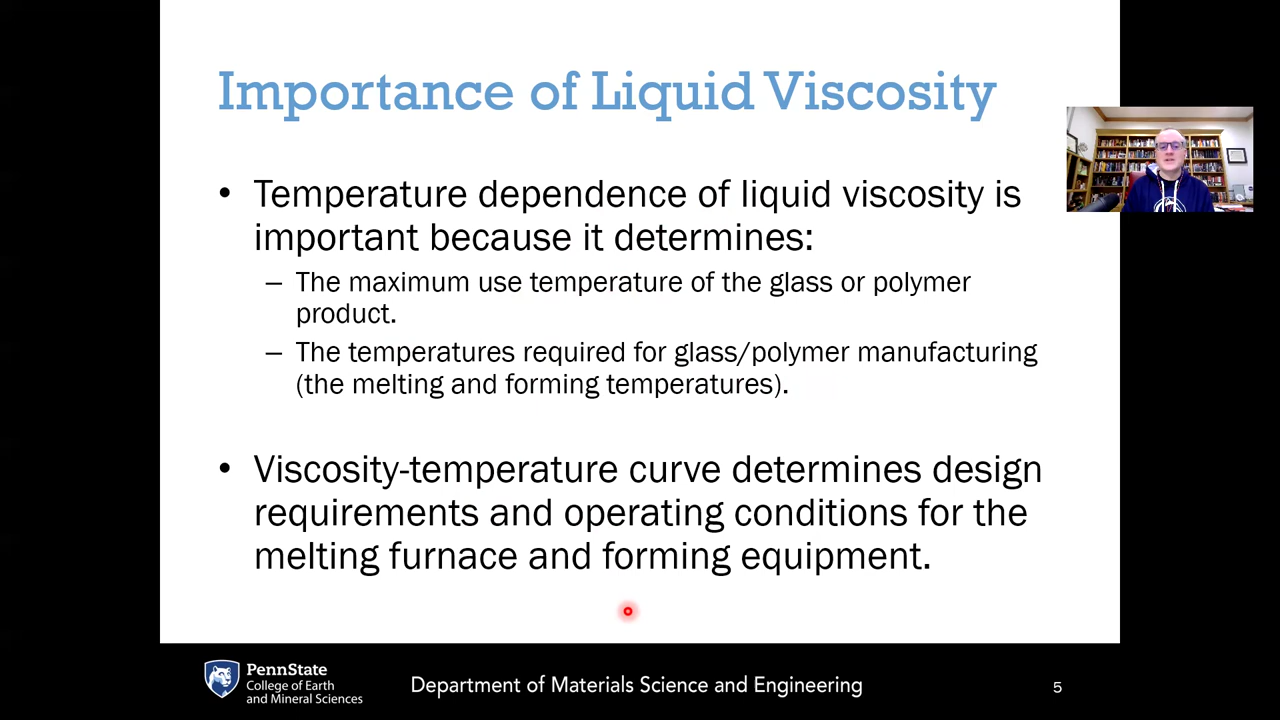 Importance of Liquid Viscosity
• Temperature dependence of liquid viscosity is
important because it determines:
– The maximum use temperature of the glass or polymer
product.
– The temperatures required for glass/polymer manufacturing
(the melting and forming temperatures).
• Viscosity-temperature curve determines design
requirements and operating conditions for the
melting furnace and forming equipment.
PennState
College of Earth
and Mineral Sciences
Department of Materials Science and Engineering
5